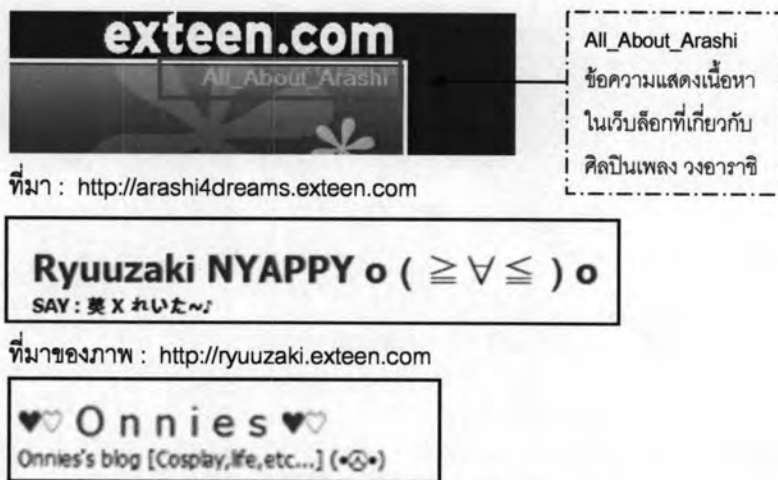 exteen.com
All_About_Arashi
All_About_Arashi
ข้อความแสดงเนื้อหา
ในเว็บล็อกที่เกี่ยวกับ
ศิลปินเพลง วงอาราชิ
ที่มา : http://arashi4dreams.exteen.com
Ryuuzaki NYAPPY o ( ≧ ∀ ≦ ) o
SAY : 葵 X れいた~♪
ที่มาของภาพ : http://ryuuzaki.exteen.com
♥♡ O n n i e s ♥♡
Onnies's blog [Cosplay,life,etc...]